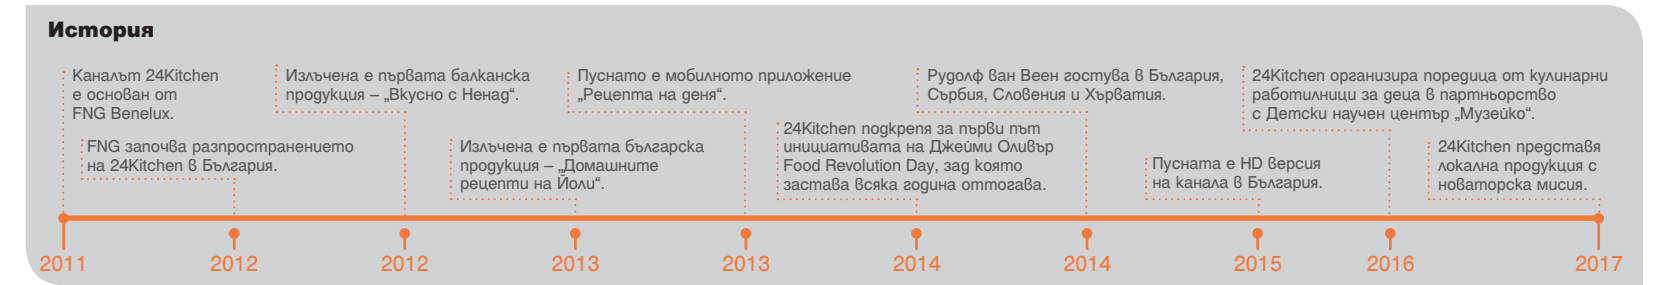 История
Каналът 24Kitchen
е основан от
FNG Benelux.
FNG започва разпространението
на 24Kitchen в България.
Излъчена е първата балканска
продукция – „Вкусно с Ненад“.
Излъчена е първата българска
продукция – „Домашните
рецепти на Йоли“.
Пуснато е мобилното приложение
„Рецепта на деня“.
24Kitchen подкрепя за първи път
инициативата на Джейми Оливър
Food Revolution Day, зад която
застава всяка година оттогава.
Рудолф ван Веен гостува в България,
Сърбия, Словения и Хърватия.
Пусната е HD версия
на канала в България.
24Kitchen организира поредица от кулинарни
работилници за деца в партньорство
с Детски научен център „Музейко“.
24Kitchen представя
локална продукция с
новаторска мисия.
2011
2012
2012
2013
2013
2014
2014
2015
2016
2017